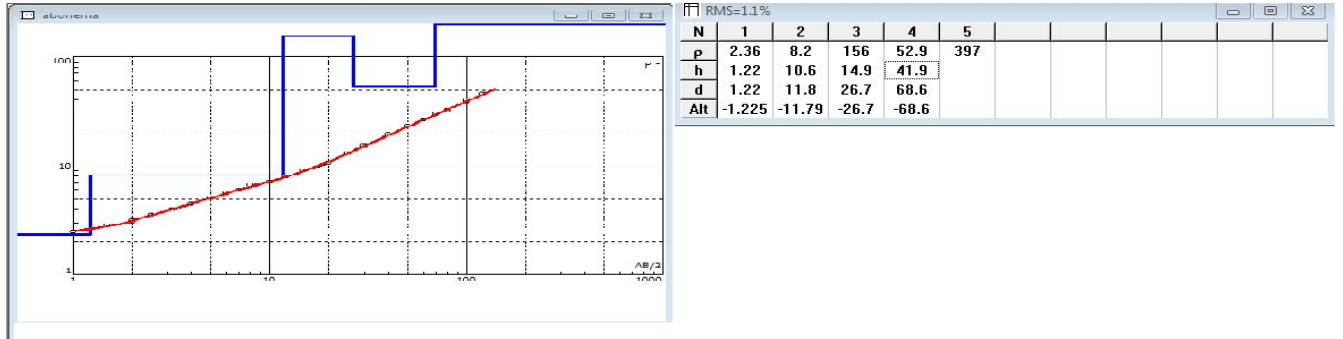 abonema
RMS=1.1%
N 1 2 3 4 5
ρ 2.36 8.2 156 52.9 397
h 1.22 10.6 14.9 41.9
d 1.22 11.8 26.7 68.6
Alt -1.225 -11.79 -26.7 -68.6
100
10
1
AB/2
1 10 100 1000